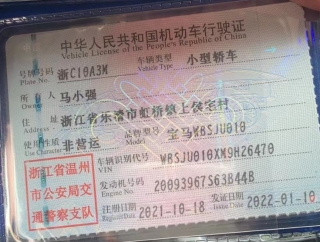 中华人民共和国机动车行驶证
Vehicle License of the People's Republic of China
号牌号码 浙C10A3M 车辆类型 小型轿车
Plate No. Vehicle Type
所有人 马小强
Owner
住址 浙江省乐清市虹桥镇上侯宅村
Address
使用性质 非营运 品牌型号 宝马WBSJU010
Use Character Model
浙江省温州市公安局交通警察支队
车辆识别代号 WBSJU010XM9H26470
VIN
发动机号码 20093967S63B44B
Engine No.
注册日期 2021-10-18 发证日期 2022-01-10
Register Date Issue Date